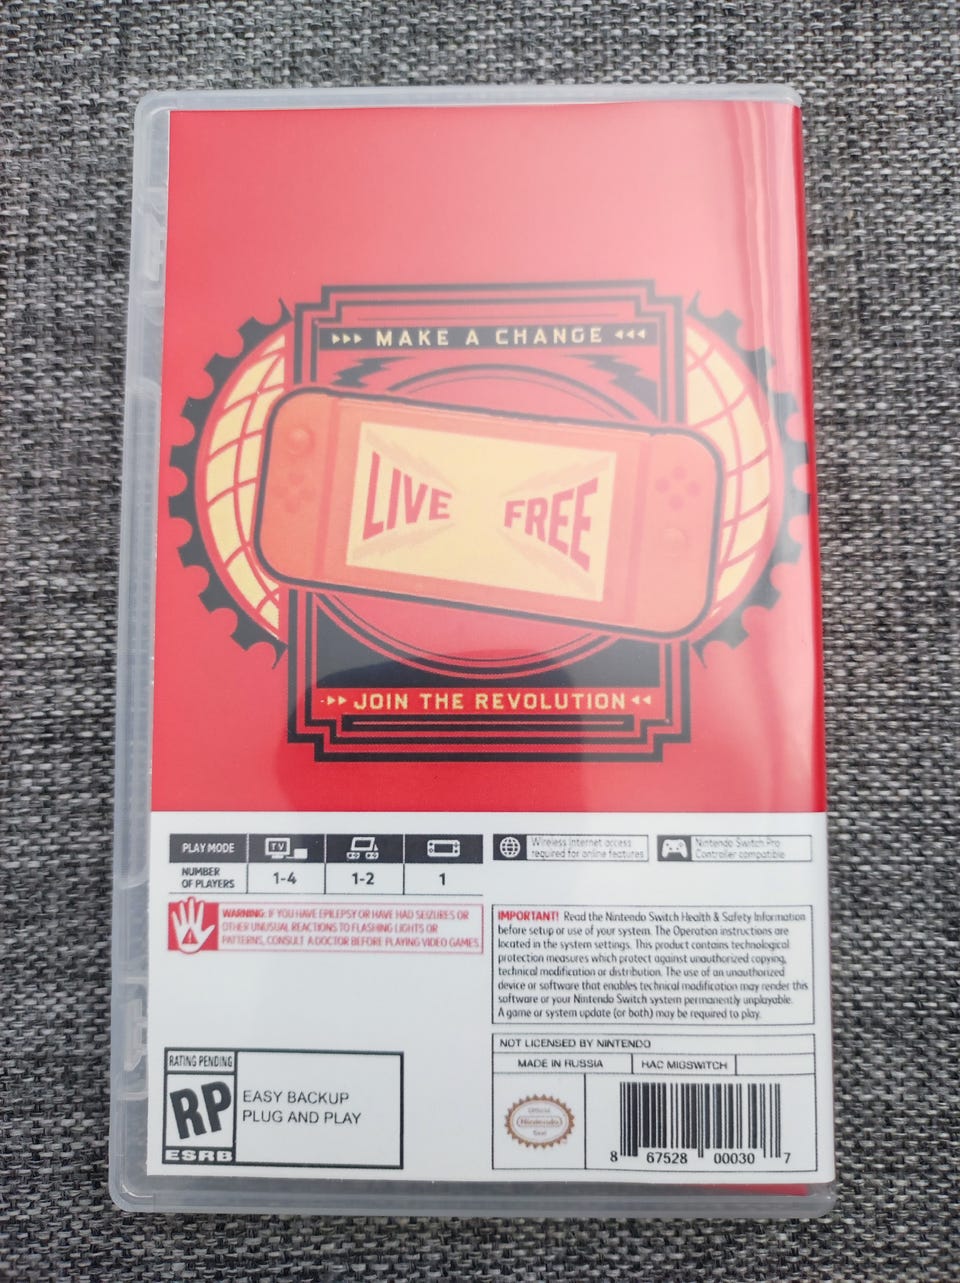 MAKE A CHANGE
LIVE FREE
JOIN THE REVOLUTION
PLAY MODE
TV
NUMBER
OF PLAYERS
1-4
1-2
1
Wireless internet access
required for online features
Nintendo Switch Pro
Controller compatible
WARNING: IF YOU HAVE EPILEPSY OR HAVE HAD SEIZURES OR
OTHER UNUSUAL REACTIONS TO FLASHING LIGHTS OR
PATTERNS, CONSULT A DOCTOR BEFORE PLAYING VIDEO GAMES.
IMPORTANT! Read the Nintendo Switch Health & Safety Information
before setup or use of your system. The Operation instructions are
located in the system settings. This product contains technological
protection measures which protect against unauthorized copying,
technical modification or distribution. The use of an unauthorized
device or software that enables technical modification may render this
software or your Nintendo Switch system permanently unplayable.
A game or system update (or both) may be required to play.
NOT LICENSED BY NINTENDO
MADE IN RUSSIA
HAC MIGSWITCH
RATING PENDING
RP
ESRB
EASY BACKUP
PLUG AND PLAY
Official
Nintendo
Seal
8 67528 00030 7